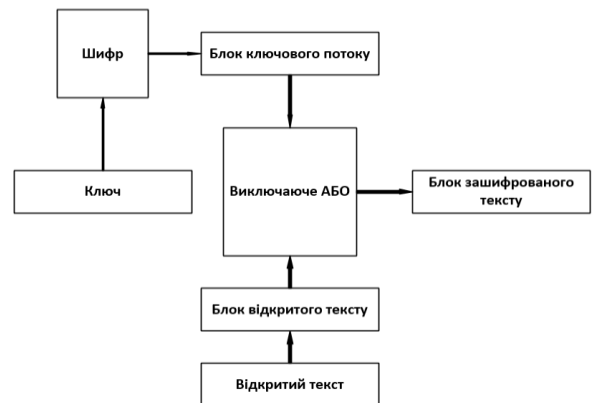 Шифр
Блок ключового потоку
Ключ
Виключаюче АБО
Блок зашифрованого
тексту
Блок відкритого тексту
Відкритий текст